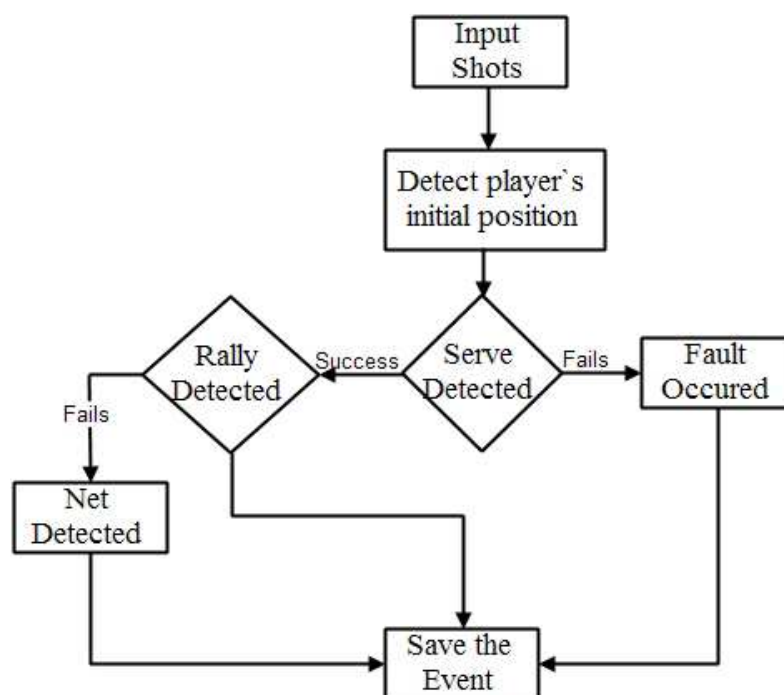 Input
Shots
Detect player`s
initial position
Rally
Detected
Success
Serve
Detected
Fails
Fault
Occured
Fails
Net
Detected
Save the
Event